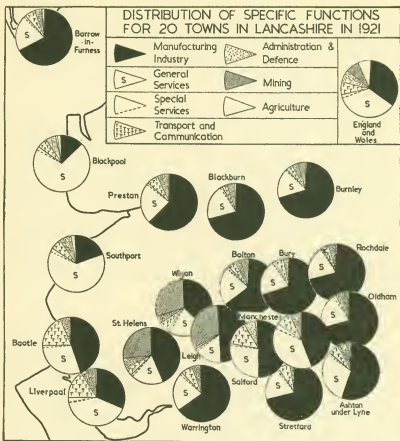 DISTRIBUTION OF SPECIFIC FUNCTIONS
FOR 20 TOWNS IN LANCASHIRE IN 1921
Manufacturing
Industry
Administration &
Defence
S
General
Services
Mining
Special
Services
Agriculture
Transport and
Communication
S
England
and
Wales
S
Borrow
-in-
Furness
S
Blackpool
Preston
S
Blackburn
S
Burnley
S
S
Southport
Wigan
S
Bolton
S
Bury
S
Rochdale
S
Bootle
S
St. Helens
S
Leigh
S
Manchester
S
Oldham
S
Liverpool
S
Warrington
S
Salford
S
Stretford
S
Ashton
under Lyne
S